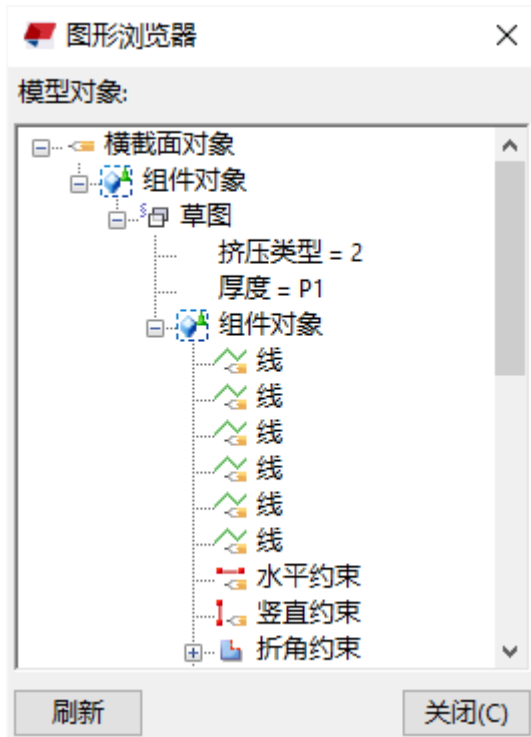 图形浏览器
模型对象:
横截面对象
组件对象
草图
挤压类型 = 2
厚度 = P1
组件对象
线
线
线
线
线
线
水平约束
竖直约束
折角约束
刷新
关闭(C)